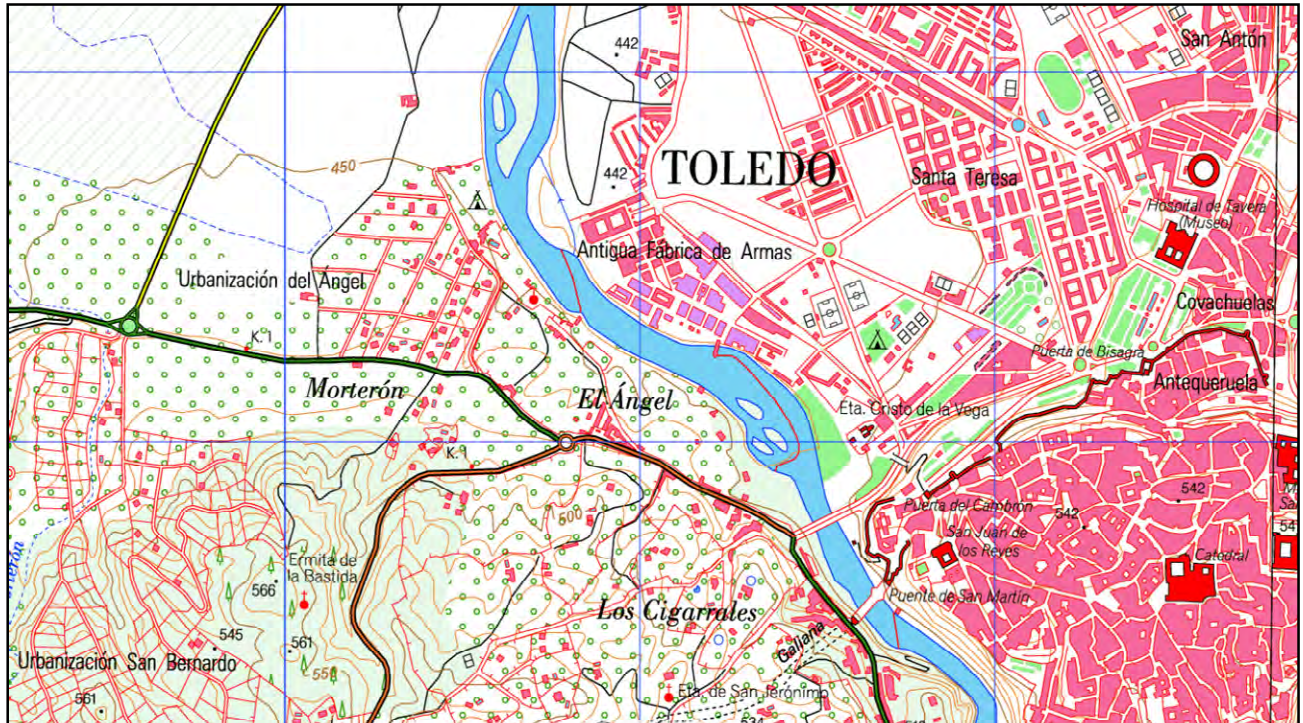 442
San Antón
TOLEDO
450
442
Santa Teresa
Hospital de Tavera
(Museo)
Antigua Fábrica de Armas
Urbanización del Ángel
Covachuelas
K. 1
Puerta de Bisagra
Morterón
El Ángel
Antequeruela
Eta. Cristo de la Vega
K. 1
542
600
Puerta del Cambrón
542
San Juan de
los Reyes
Catedral
Ermita de
la Bastida
566
Puente de San Martín
Los Cigarrales
545
561
Galiana
Urbanización San Bernardo
550
Eta. de San Jerónimo
561